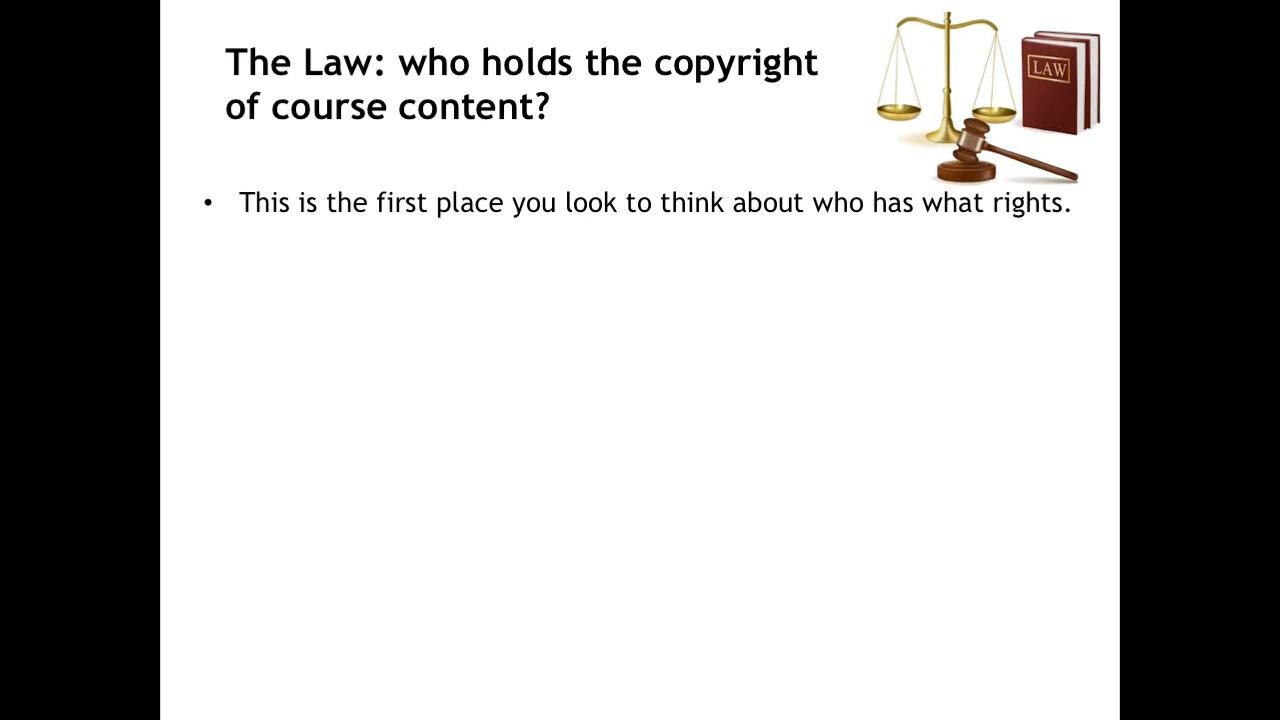 The Law: who holds the copyright
of course content?
LAW
• This is the first place you look to think about who has what rights.